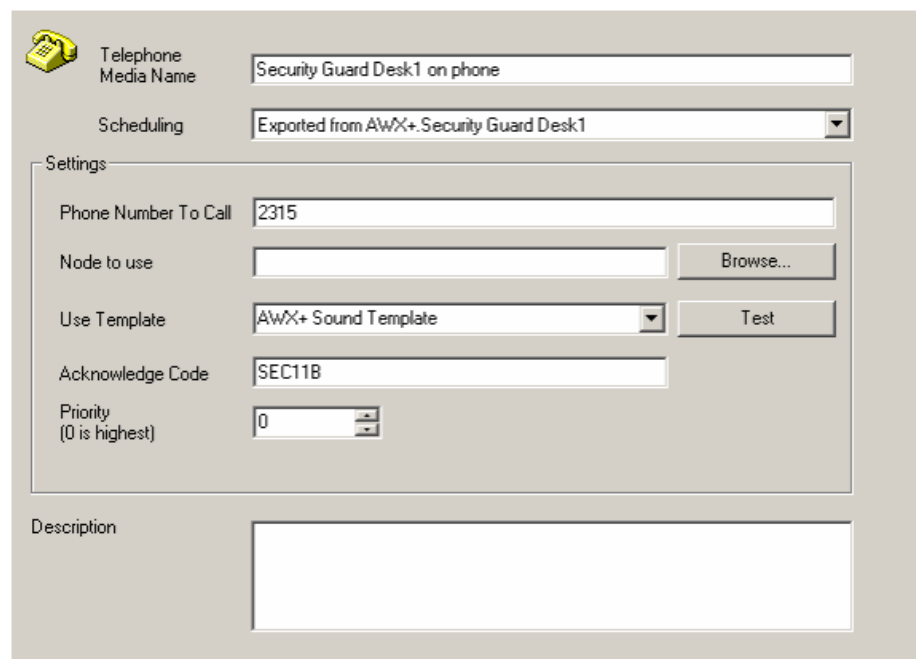 Telephone
Media Name
Security Guard Desk1 on phone
Scheduling
Exported from AWX+.Security Guard Desk1
Settings
Phone Number To Call
2315
Node to use
Browse...
Use Template
AWX+ Sound Template
Test
Acknowledge Code
SEC11B
Priority
(0 is highest)
0
Description